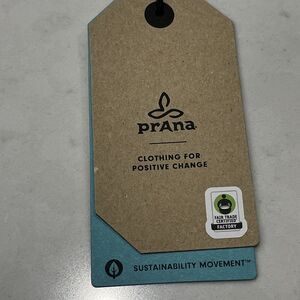 prAna
CLOTHING FOR
POSITIVE CHANGE
FAIR TRADE
CERTIFIED
FACTORY
SUSTAINABILITY MOVEMENT™